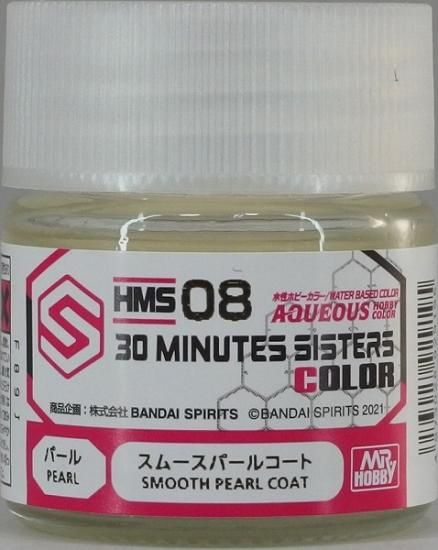 HMS 08
水性ホビーカラー/WATER BASED COLOR
AQUEOUS HOBBY COLOR
30 MINUTES SISTERS
COLOR
商品企画：株式会社 BANDAI SPIRITS ©BANDAI SPIRITS 2021
パール
PEARL
スムースパールコート
SMOOTH PEARL COAT
MR HOBBY